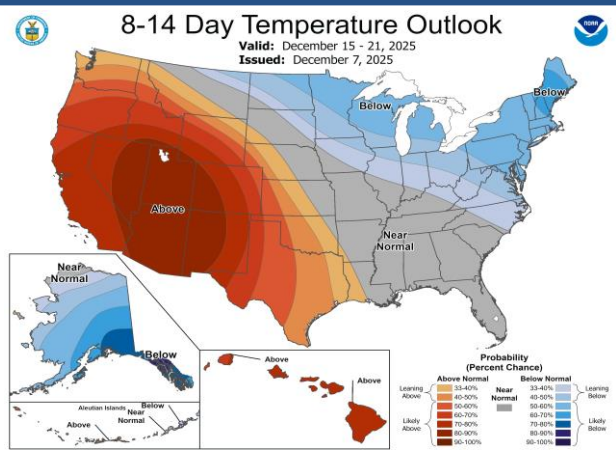 8-14 Day Temperature Outlook
Valid: December 15 - 21, 2025
Issued: December 7, 2025
NOAA
Below
Below
Above
Near
Normal
Near
Normal
Below
Aleutian Islands
Below
Near
Normal
Above
Above
Above
Probability
(Percent Chance)
Above Normal
Near
Normal
Below Normal
Leaning
Above
33-40%
40-50%
50-60%
60-70%
70-80%
80-90%
90-100%
Likely
Above
33-40%
40-50%
50-60%
60-70%
70-80%
80-90%
90-100%
Leaning
Below
Likely
Below